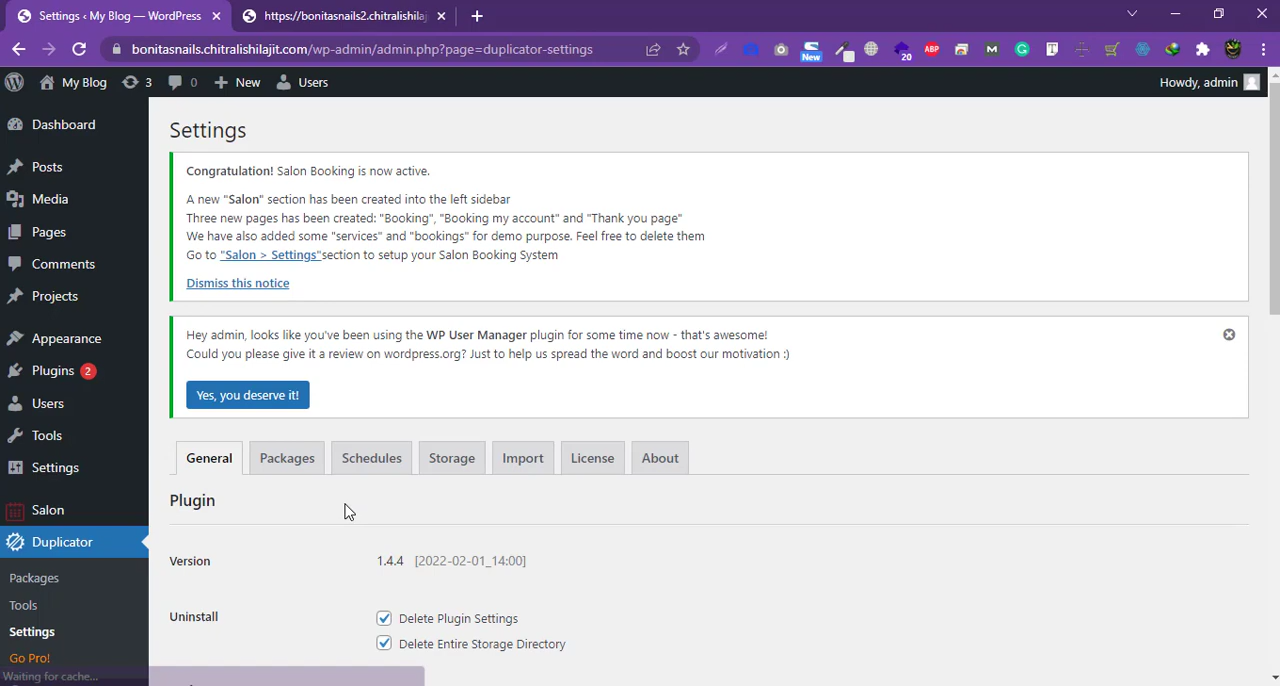 Settings ‹ My Blog — WordPress
https://bonitasnails2.chitralishilaj
bonitasnails.chitralishilajit.com/wp-admin/admin.php?page=duplicator-settings
New
20
ABP
My Blog
3
0
New
Users
Howdy, admin
Dashboard
Posts
Media
Pages
Comments
Projects
Appearance
Plugins 2
Users
Tools
Settings
Salon
Duplicator
Packages
Tools
Settings
Go Pro!
Waiting for cache...
Settings
Congratulation! Salon Booking is now active.
A new "Salon" section has been created into the left sidebar
Three new pages has been created: "Booking", "Booking my account" and "Thank you page"
We have also added some "services" and "bookings" for demo purpose. Feel free to delete them
Go to "Salon > Settings"section to setup your Salon Booking System
Dismiss this notice
Hey admin, looks like you've been using the WP User Manager plugin for some time now - that's awesome!
Could you please give it a review on wordpress.org? Just to help us spread the word and boost our motivation :)
Yes, you deserve it!
General Packages Schedules Storage Import License About
Plugin
Version 1.4.4 [2022-02-01_14:00]
Uninstall
Delete Plugin Settings
Delete Entire Storage Directory